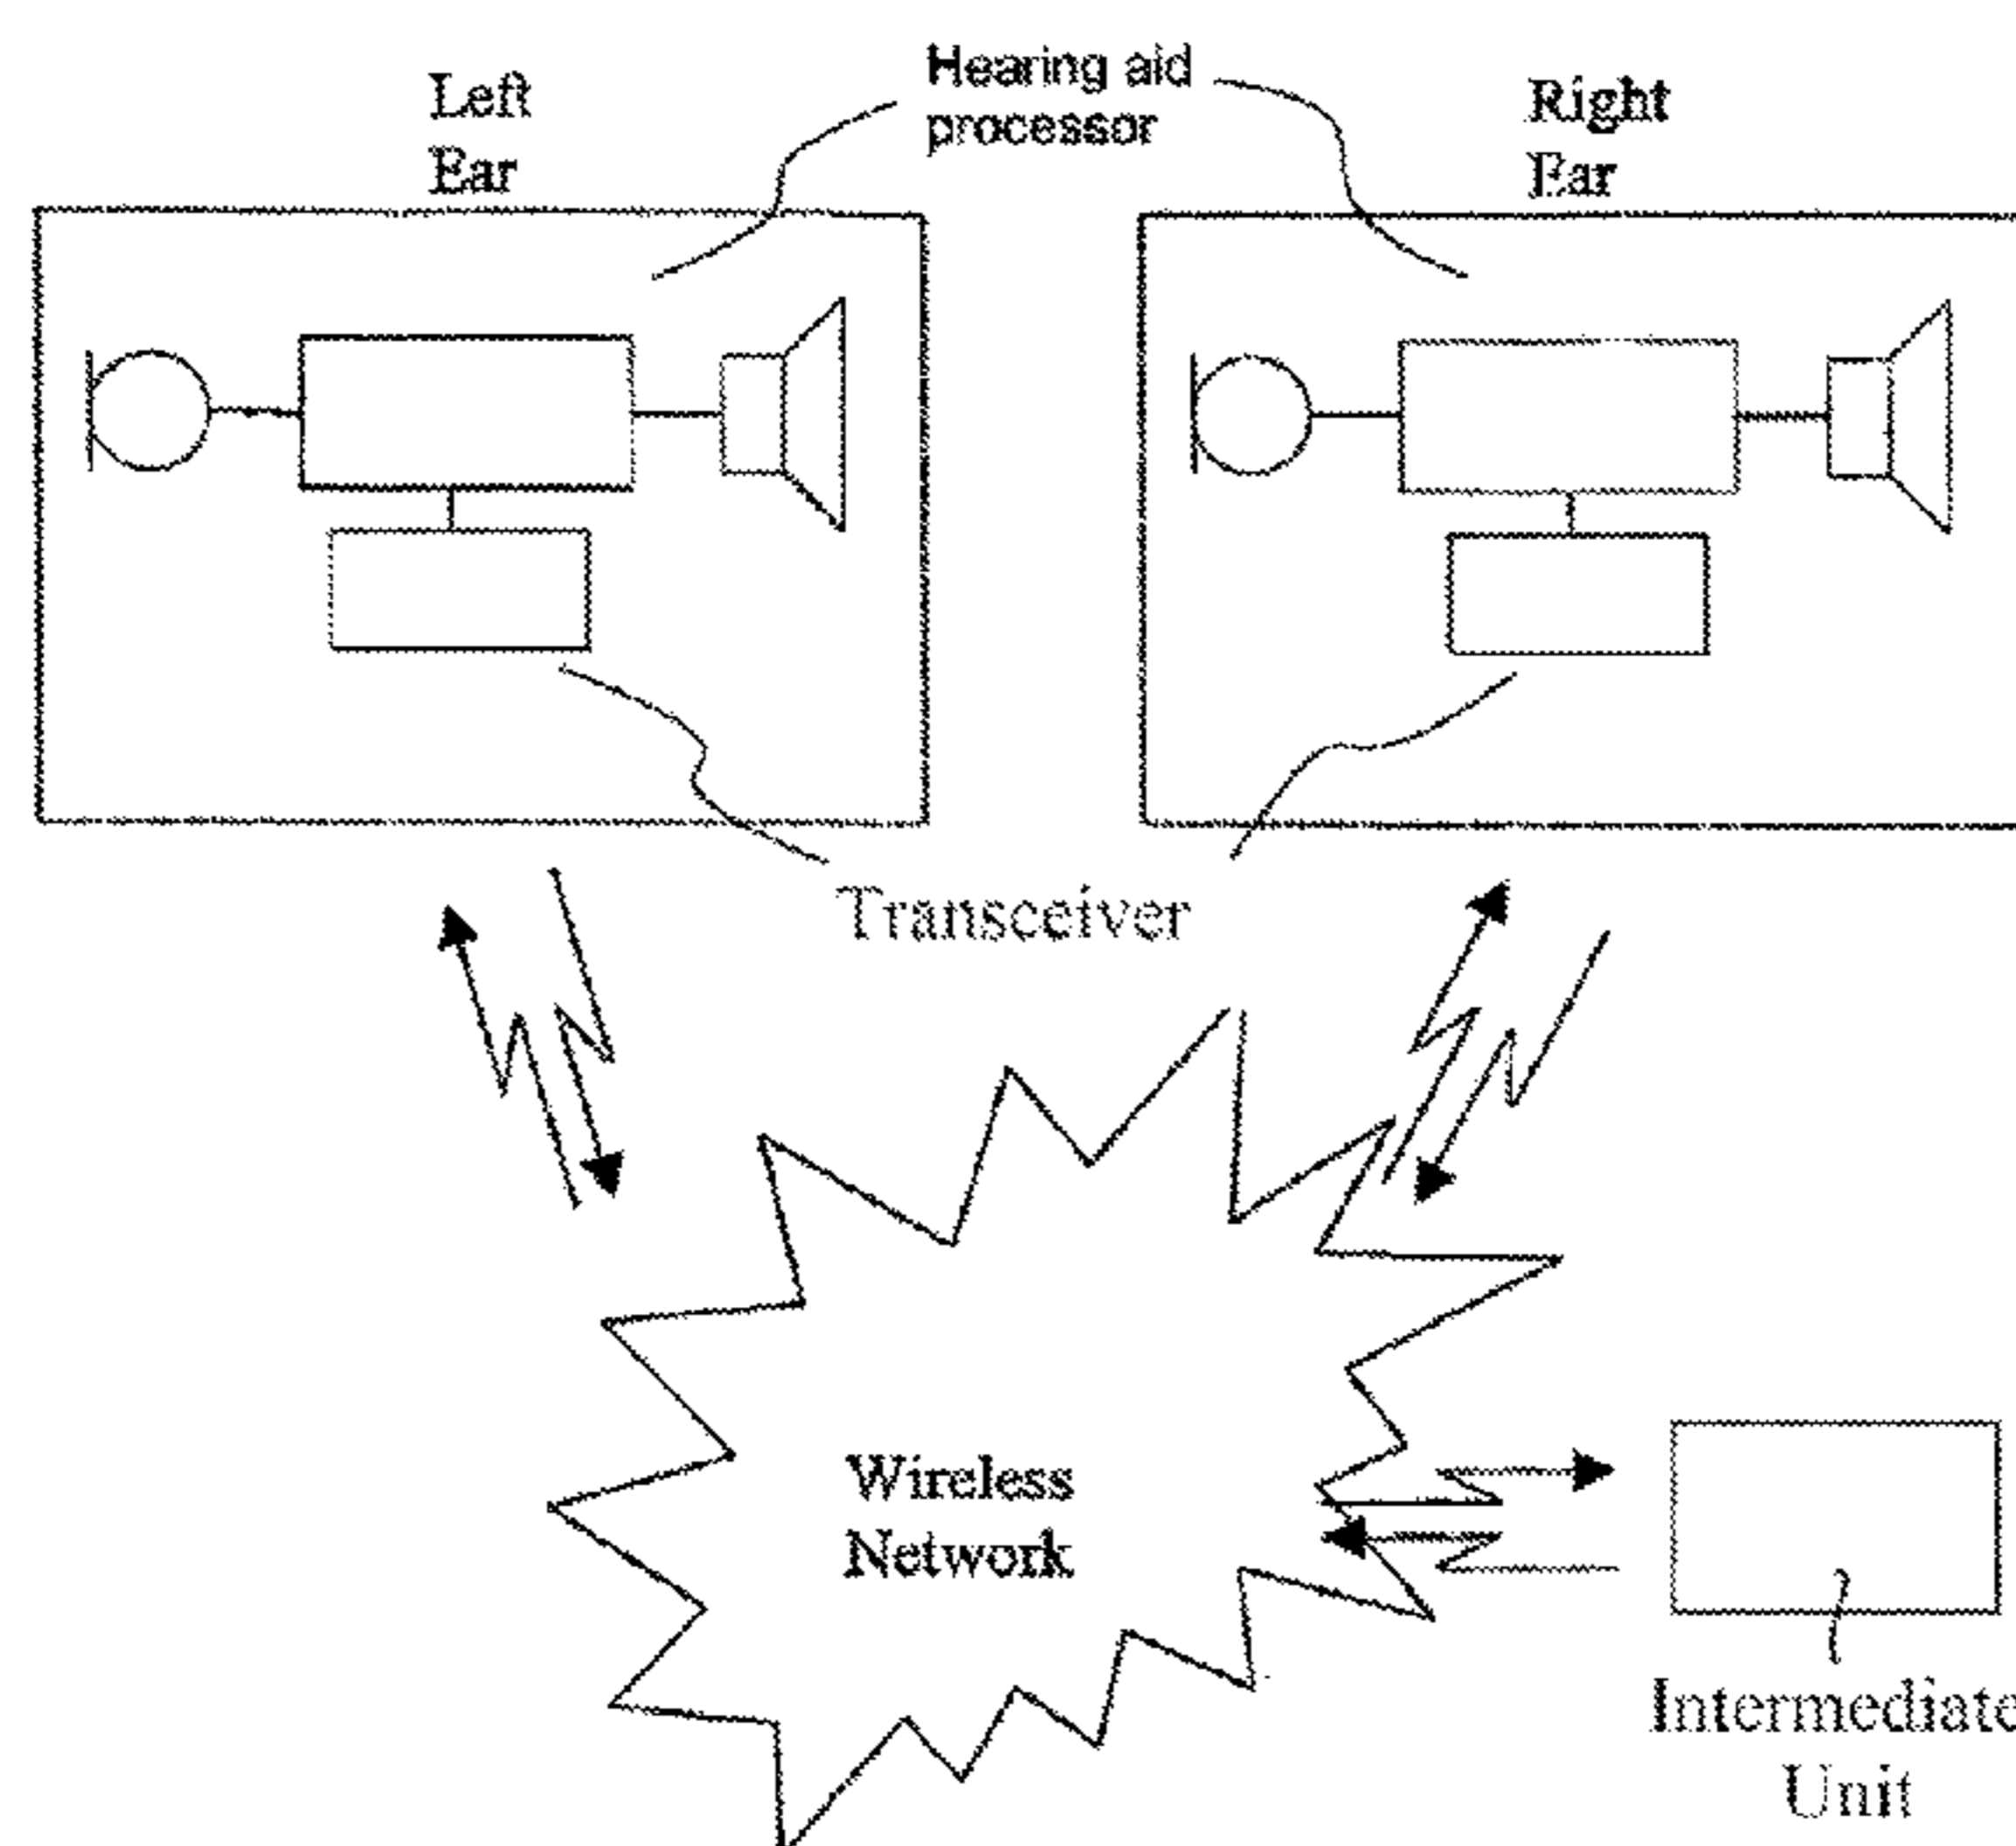 Left
Ear
Hearing aid
processor
Right
Ear
Transceiver
Wireless
Network
Intermediate
Unit